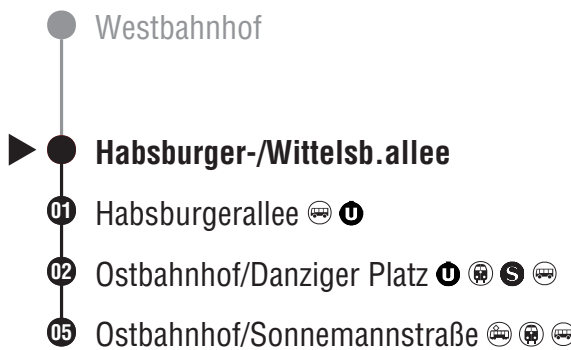 Westbahnhof
Habsburger-/Wittelsb.allee
01 Habsburgerallee U
02 Ostbahnhof/Danziger Platz U S
05 Ostbahnhof/Sonnemannstraße